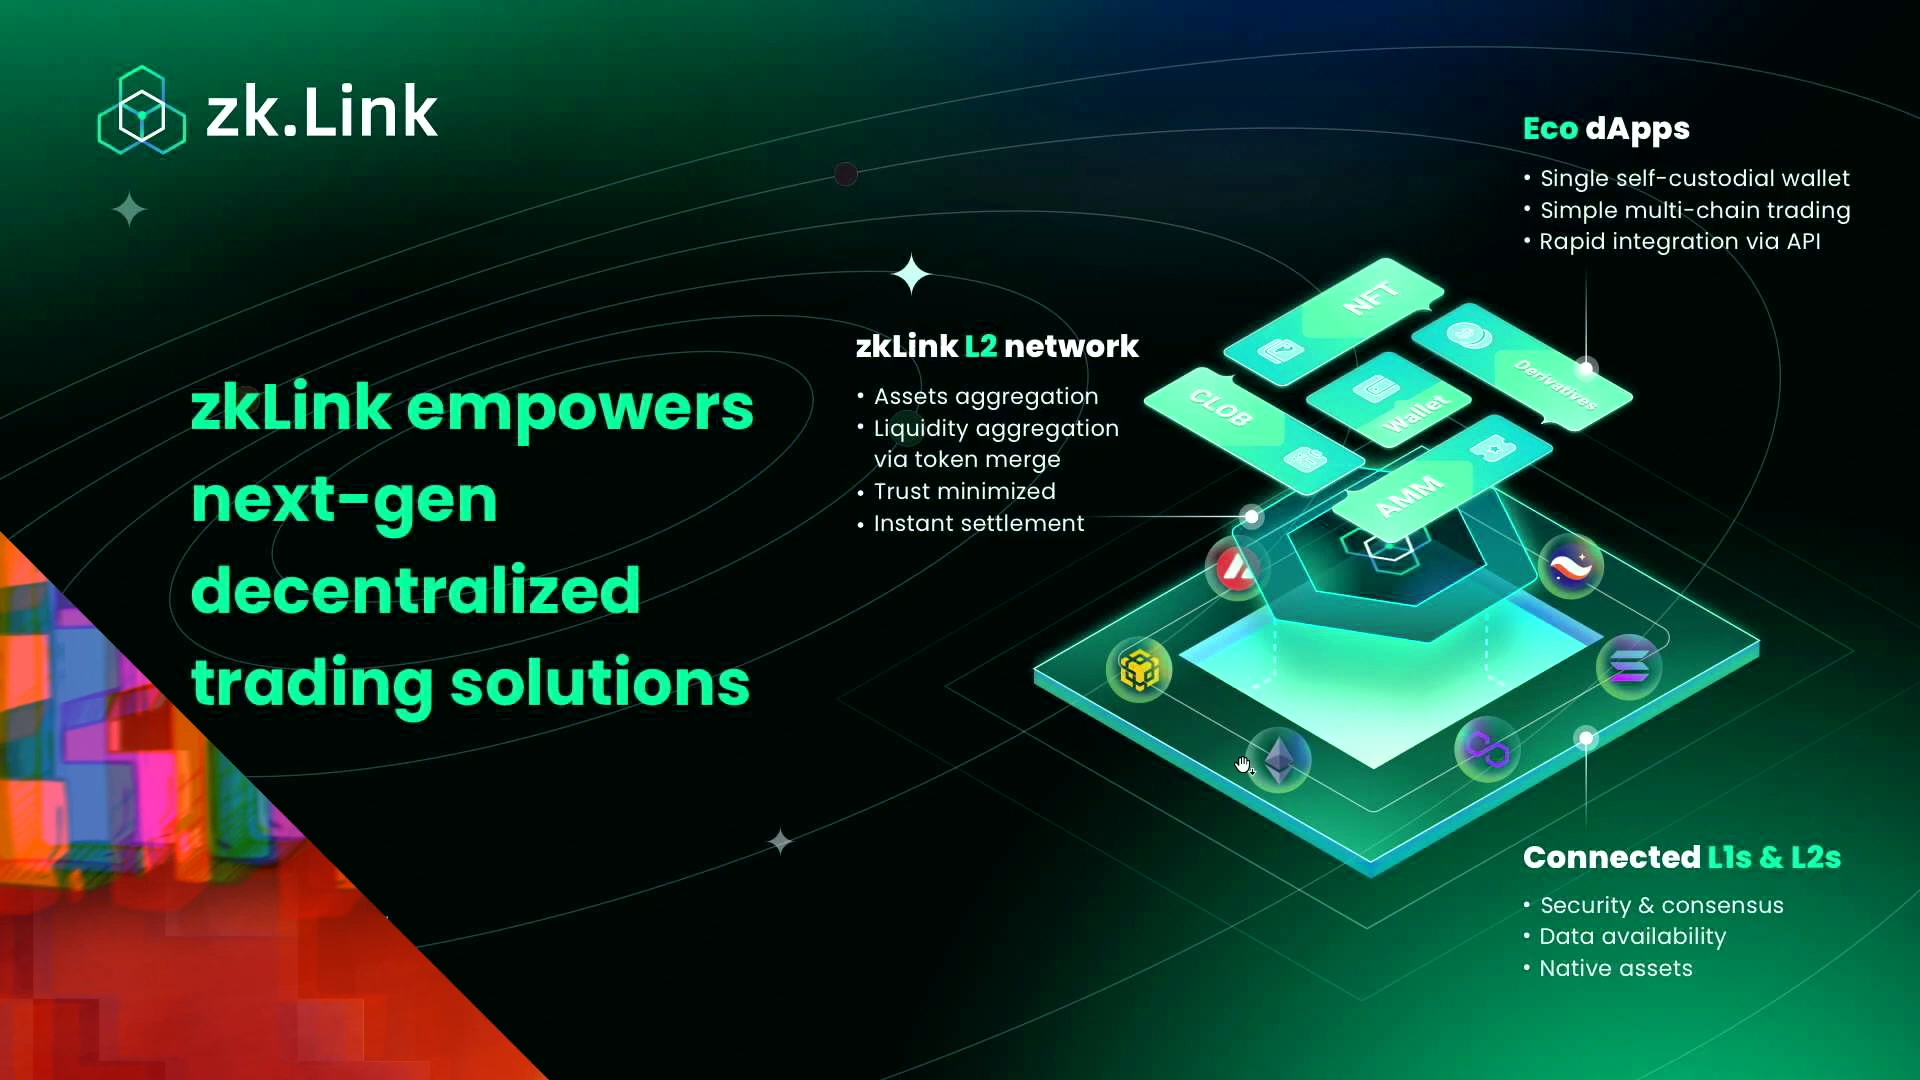 zk.Link
zkLink empowers
next-gen
decentralized
trading solutions
zkLink L2 network
• Assets aggregation
• Liquidity aggregation
via token merge
• Trust minimized
• Instant settlement
Eco dApps
• Single self-custodial wallet
• Simple multi-chain trading
• Rapid integration via API
NFT
Derivatives
CLOB
Wallet
AMM
Connected L1s & L2s
• Security & consensus
• Data availability
• Native assets